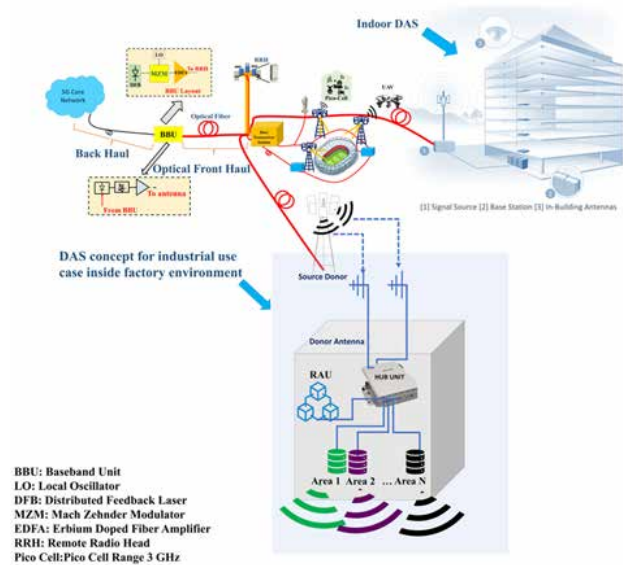 Indoor DAS
LO
To RRH
DFB
MZM
EDFA
BBU Layout
RRH
Pico-Cell
UAV
5G Core
Network
Optical Fiber
BBU
Back Haul
Optical Front Haul
To antenna
From BBU
[1] Signal Source [2] Base Station [3] In-Building Antennas
DAS concept for industrial use
case inside factory environment
Source Donor
Donor Antenna
HUB UNIT
RAU
Area 1 Area 2 ... Area N
BBU: Baseband Unit
LO: Local Oscillator
DFB: Distributed Feedback Laser
MZM: Mach Zehnder Modulator
EDFA: Erbium Doped Fiber Amplifier
RRH: Remote Radio Head
Pico Cell:Pico Cell Range 3 GHz